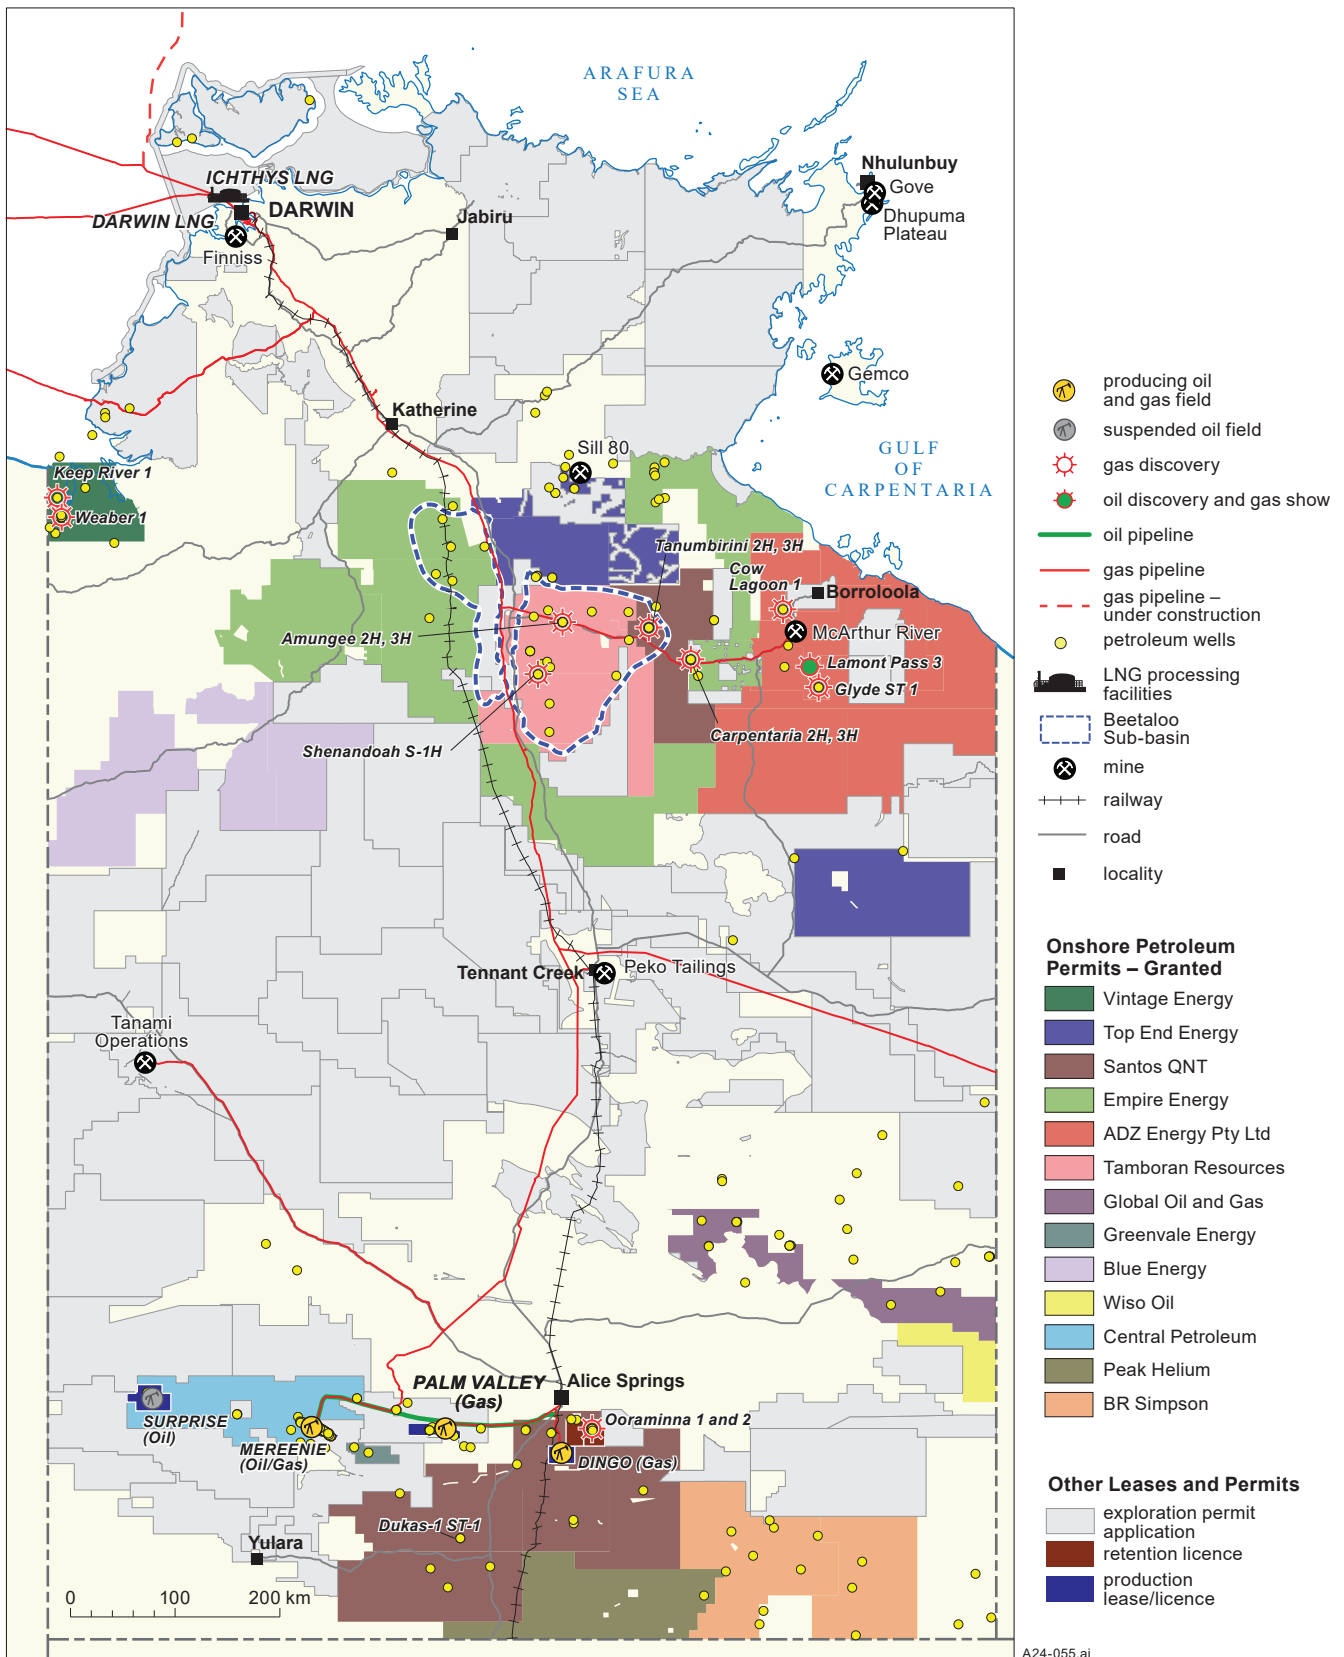 ARAFURA
SEA
ICHTHYS LNG
DARWIN LNG
DARWIN
Finniss
Jabiru
Nhulunbuy
Gove
Dhupuma
Plateau
Gemco
Katherine
Sill 80
GULF
OF
CARPENTARIA
Keep River 1
Weaber 1
Tanumbirini 2H, 3H
Cow
Lagoon 1
Borroloola
McArthur River
Amungee 2H, 3H
Lamont Pass 3
Glyde ST 1
Carpentaria 2H, 3H
Shenandoah S-1H
Tennant Creek
Peko Tailings
Tanami
Operations
PALM VALLEY
(Gas)
Alice Springs
SURPRISE
(Oil)
MEREENIE
(Oil/Gas)
Ooraminna 1 and 2
DINGO (Gas)
Dukas-1 ST-1
Yulara
0 100 200 km
producing oil
and gas field
suspended oil field
gas discovery
oil discovery and gas show
oil pipeline
gas pipeline
gas pipeline –
under construction
petroleum wells
LNG processing
facilities
Beetaloo
Sub-basin
mine
railway
road
locality
Onshore Petroleum
Permits – Granted
Vintage Energy
Top End Energy
Santos QNT
Empire Energy
ADZ Energy Pty Ltd
Tamboran Resources
Global Oil and Gas
Greenvale Energy
Blue Energy
Wiso Oil
Central Petroleum
Peak Helium
BR Simpson
Other Leases and Permits
exploration permit
application
retention licence
production
lease/licence
A24-055.ai